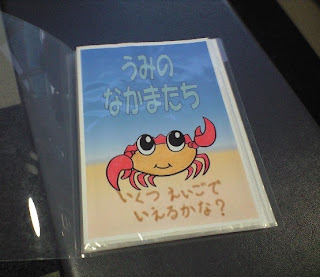 うみの
なかまたち
いくつ えいごで
いえるかな？